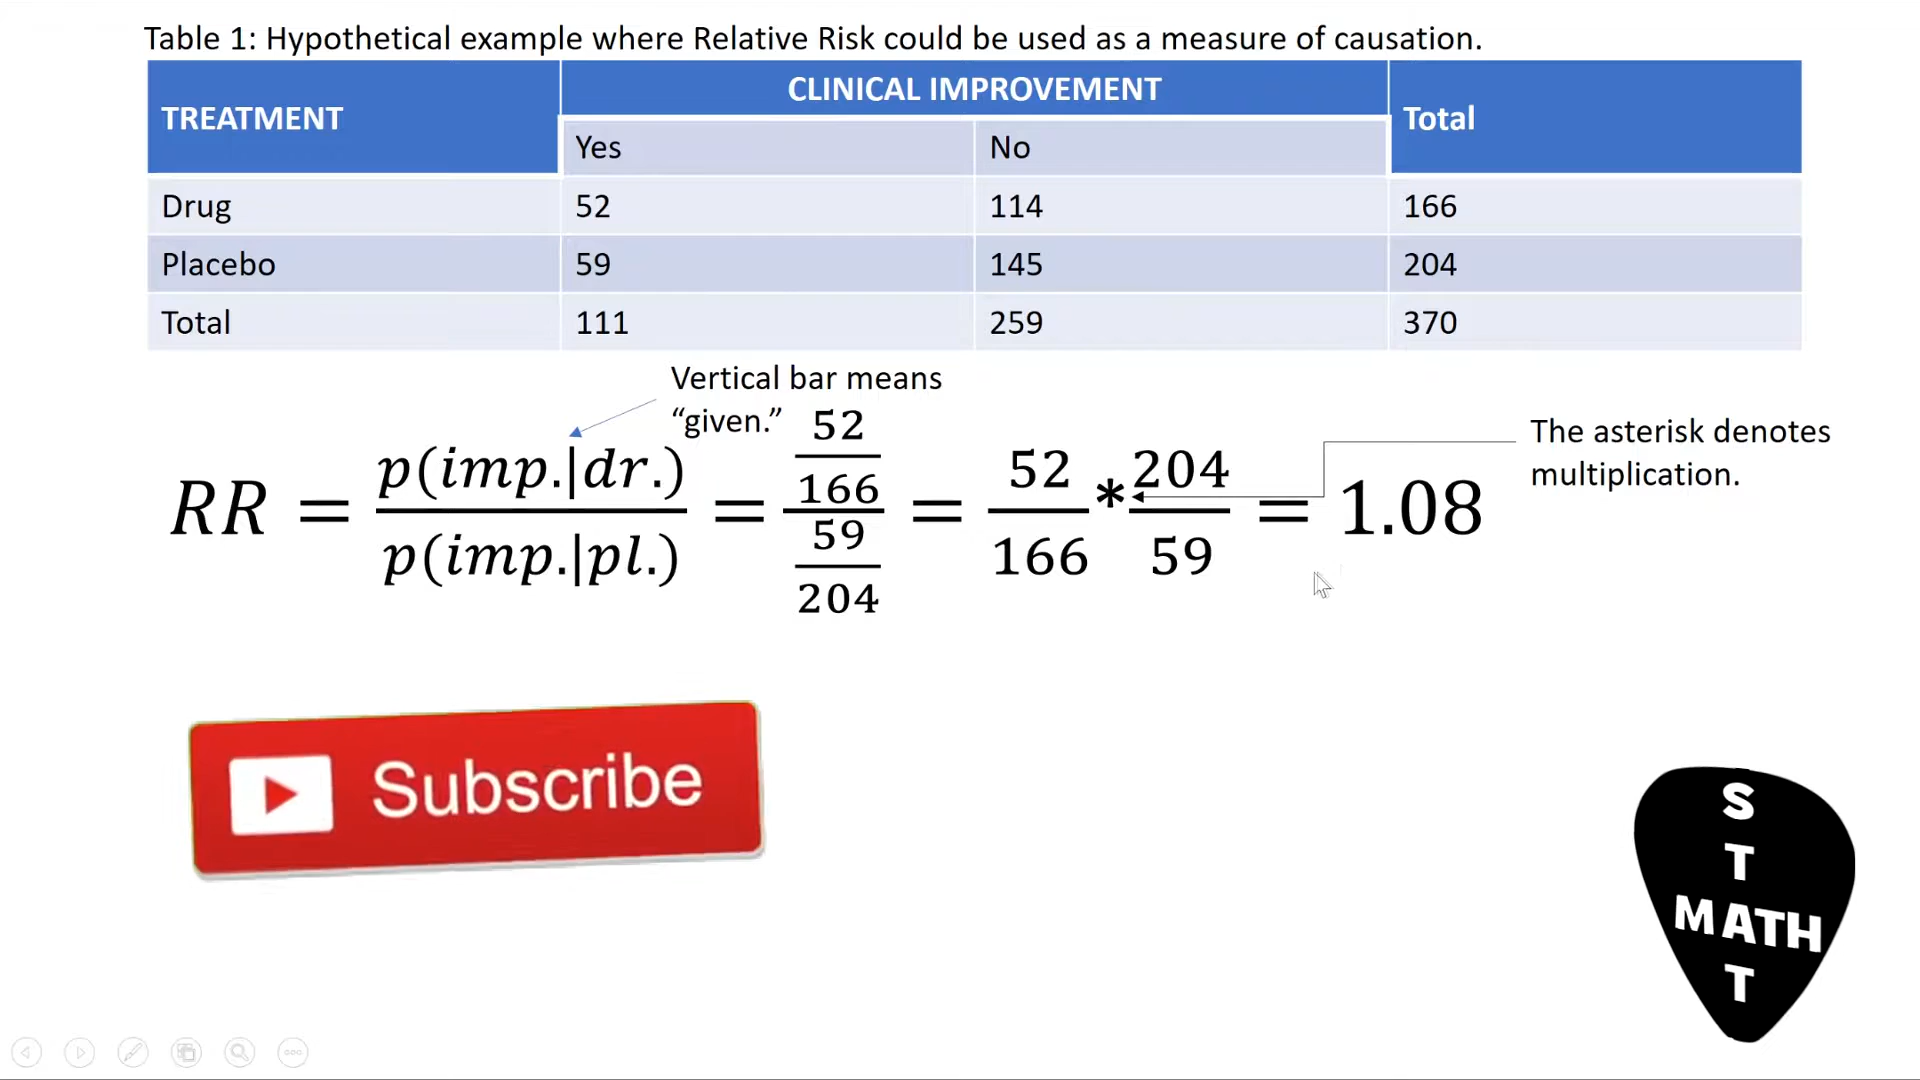 Table 1: Hypothetical example where Relative Risk could be used as a measure of causation.
TREATMENT CLINICAL IMPROVEMENT Total
Yes No
Drug 52 114 166
Placebo 59 145 204
Total 111 259 370
Vertical bar means
“given.”
The asterisk denotes
multiplication.
RR = p(imp.|dr.) / p(imp.|pl.) = 52/166 / 59/204 = 52/166 * 204/59 = 1.08
Subscribe
S
T
MATH
T